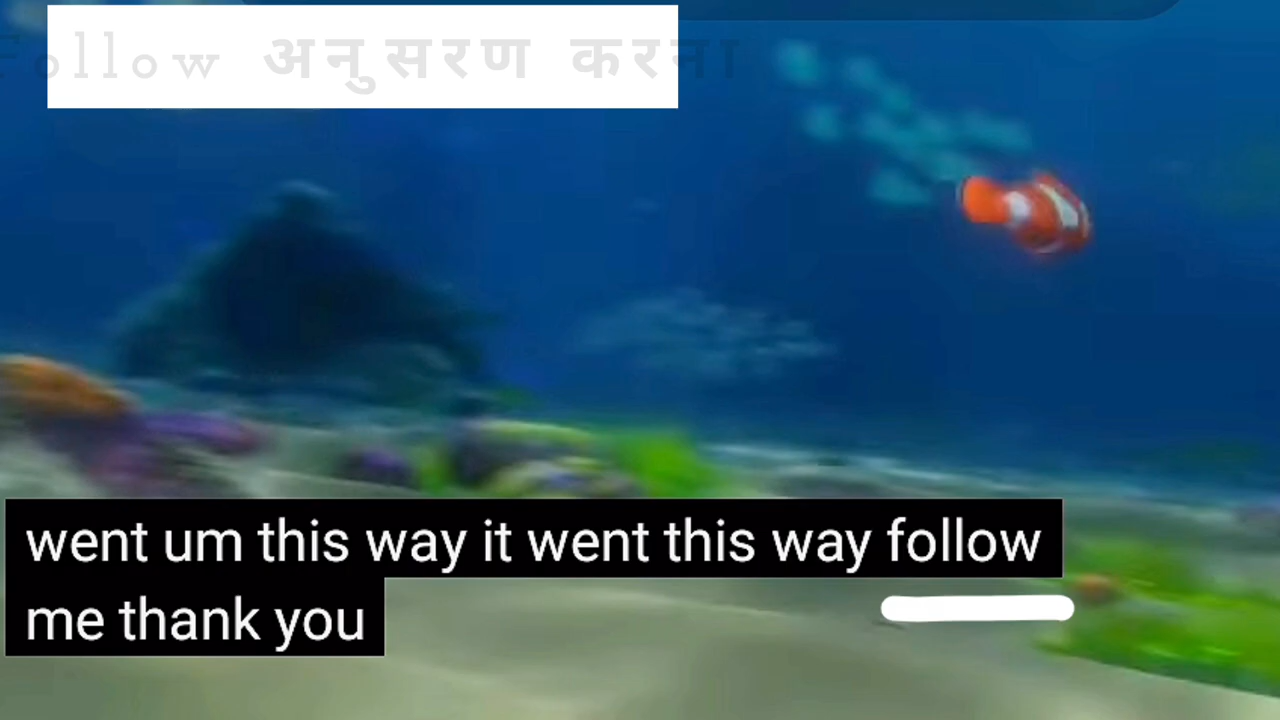 Follow अनुसरण करना
went um this way it went this way follow
me thank you